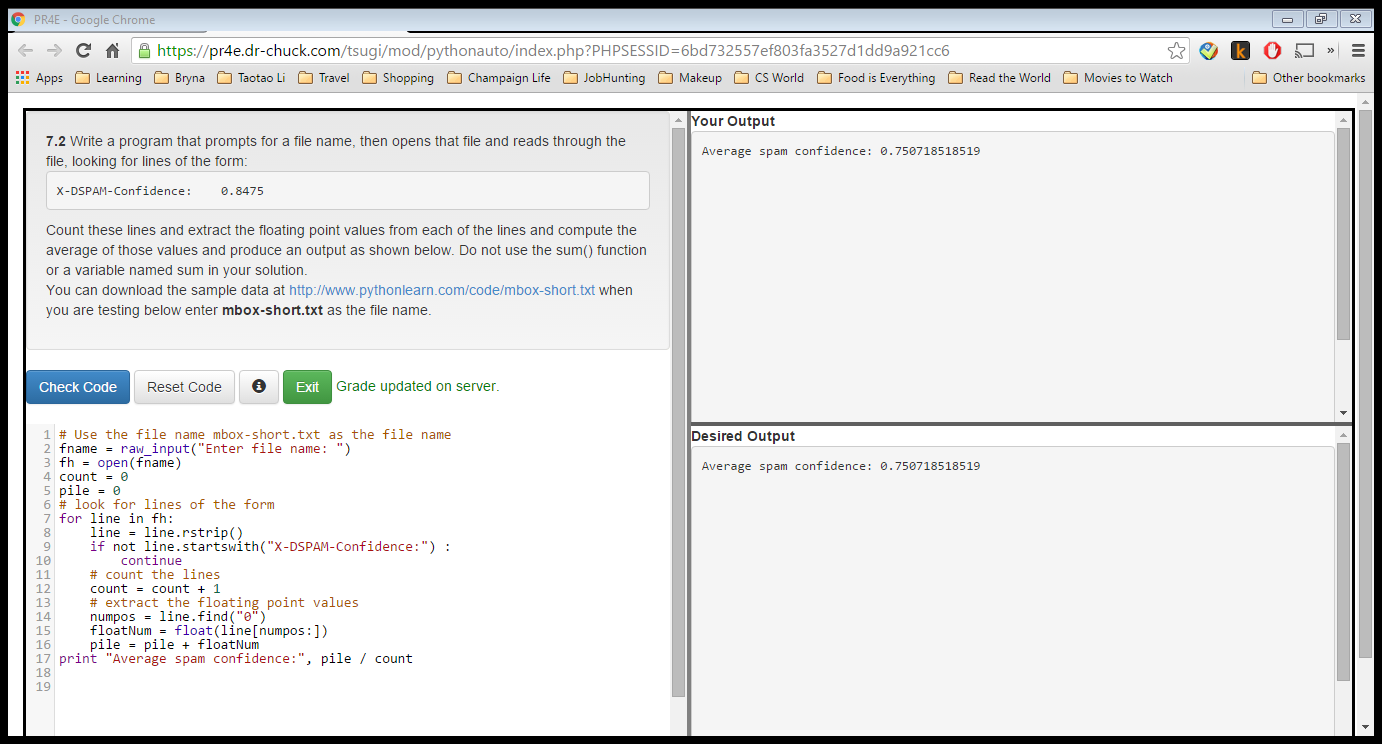 PR4E - Google Chrome
https://pr4e.dr-chuck.com/tsugi/mod/pythonauto/index.php?PHPSESSID=6bd732557ef803fa3527d1dd9a921cc6
Apps Learning Bryna Taotao Li Travel Shopping Champaign Life JobHunting Makeup CS World Food is Everything Read the World Movies to Watch Other bookmarks
7.2 Write a program that prompts for a file name, then opens that file and reads through the
file, looking for lines of the form:
X-DSPAM-Confidence:    0.8475
Count these lines and extract the floating point values from each of the lines and compute the
average of those values and produce an output as shown below. Do not use the sum() function
or a variable named sum in your solution.
You can download the sample data at http://www.pythonlearn.com/code/mbox-short.txt when
you are testing below enter mbox-short.txt as the file name.
Check Code Reset Code Exit Grade updated on server.
1 # Use the file name mbox-short.txt as the file name
2 fname = raw_input("Enter file name: ")
3 fh = open(fname)
4 count = 0
5 pile = 0
6 # look for lines of the form
7 for line in fh:
8     line = line.rstrip()
9     if not line.startswith("X-DSPAM-Confidence:") :
10         continue
11     # count the lines
12     count = count + 1
13     # extract the floating point values
14     numpos = line.find("0")
15     floatNum = float(line[numpos:])
16     pile = pile + floatNum
17 print "Average spam confidence:", pile / count
18
19
Your Output
Average spam confidence: 0.750718518519
Desired Output
Average spam confidence: 0.750718518519